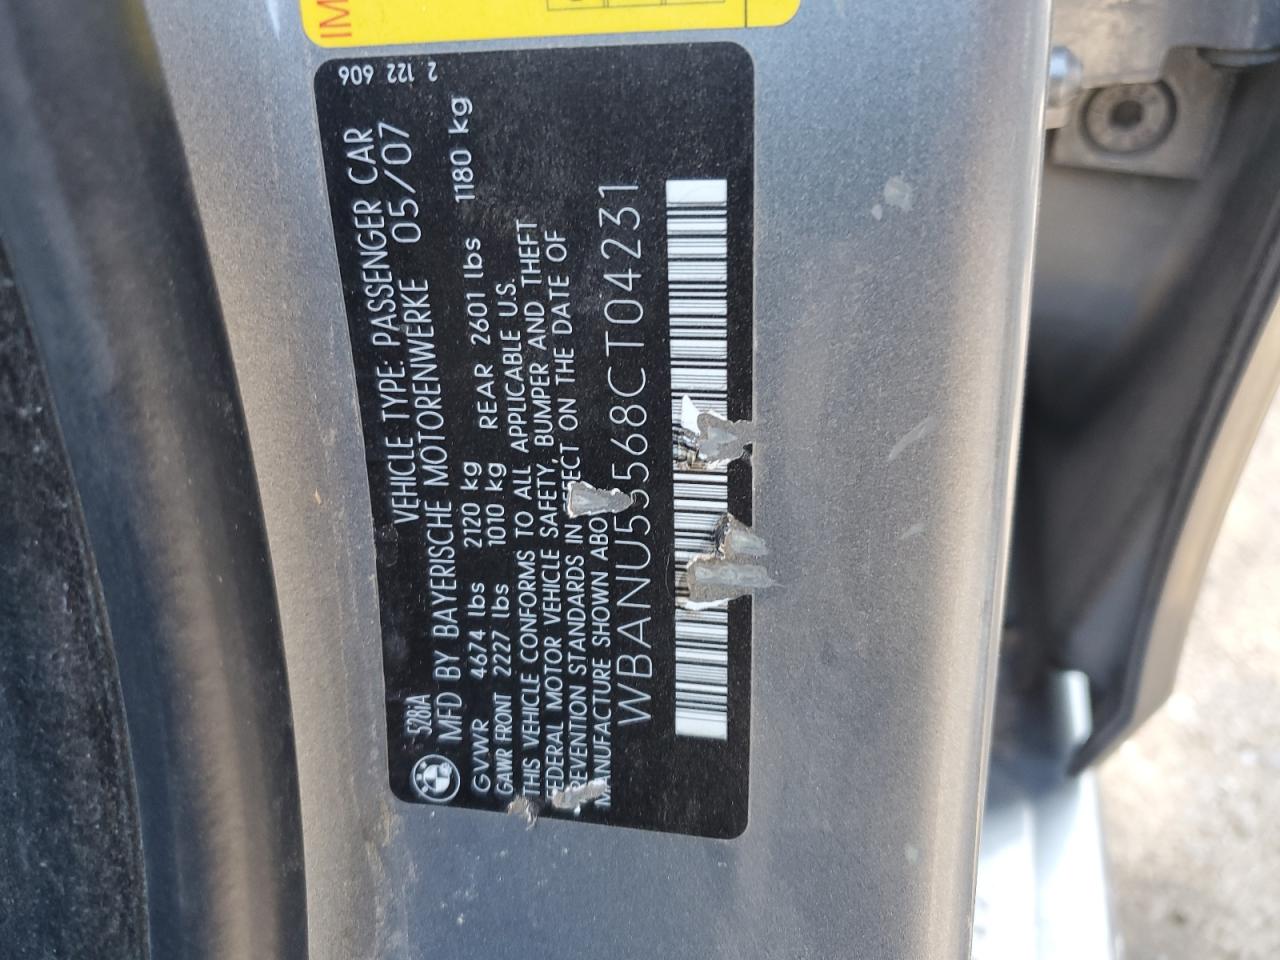 606 122 2
528iA VEHICLE TYPE: PASSENGER CAR
MFD BY BAYERISCHE MOTORENWERKE 05/07
GVWR 4674 lbs 2120 kg
GAWR FRONT 2227 lbs 1010 kg REAR 2601 lbs 1180 kg
THIS VEHICLE CONFORMS TO ALL APPLICABLE U.S.
FEDERAL MOTOR VEHICLE SAFETY, BUMPER AND THEFT
PREVENTION STANDARDS IN EFFECT ON THE DATE OF
MANUFACTURE SHOWN ABO
WBANU53568CT04231